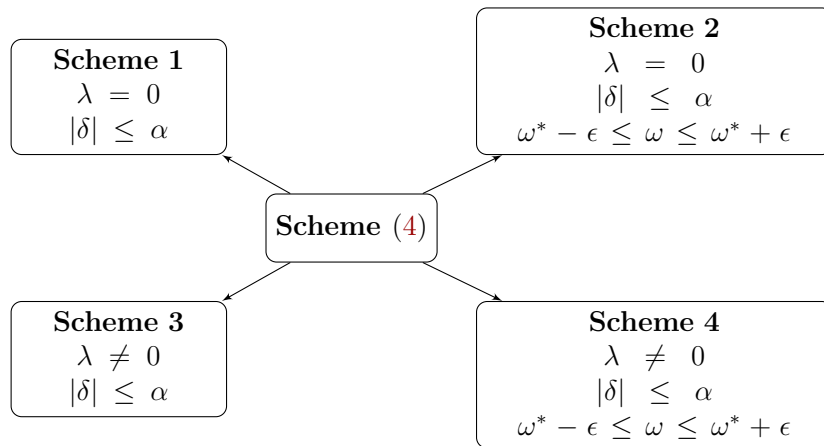 Scheme 1
λ = 0
|δ| ≤ α
Scheme 2
λ = 0
|δ| ≤ α
ω* − ϵ ≤ ω ≤ ω* + ϵ
Scheme (4)
Scheme 3
λ ≠ 0
|δ| ≤ α
Scheme 4
λ ≠ 0
|δ| ≤ α
ω* − ϵ ≤ ω ≤ ω* + ϵ